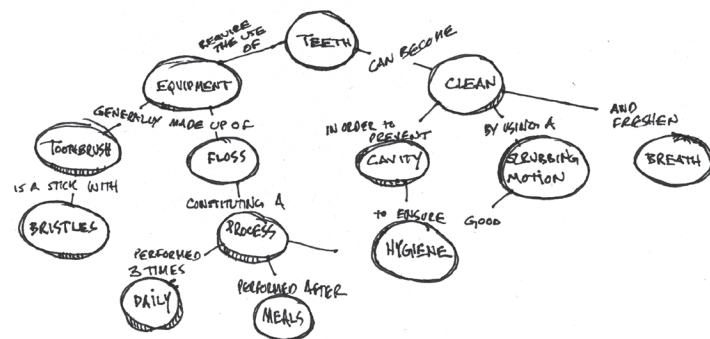 TEETH
REQUIRE
THE USE
OF
CAN BECOME
EQUIPMENT
CLEAN
GENERALLY
MADE UP OF
IN ORDER TO
PREVENT
BY USING A
AND
FRESHEN
TOOTHBRUSH
FLOSS
CAVITY
SCRUBBING
MOTION
BREATH
IS A STICK WITH
CONSTITUTING A
TO ENSURE
GOOD
BRISTLES
PROCESS
HYGIENE
PERFORMED
3 TIMES
PERFORMED AFTER
DAILY
MEALS